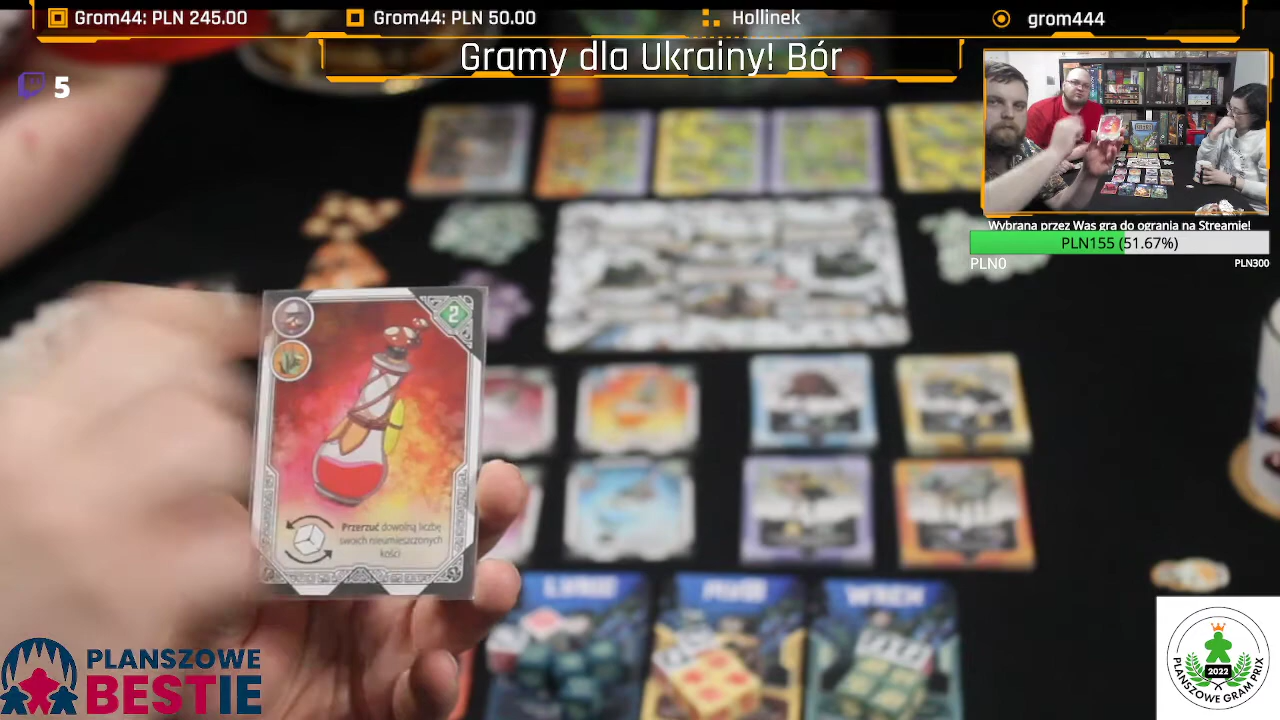 Grom44: PLN 245.00
Grom44: PLN 50.00
Hollinek
grom444
Gramy dla Ukrainy! Bór
5
Wybrana przez Was gra do ogrania na Streamie!
PLN155 (51.67%)
PLN0
PLN300
2
Przerzuć dowolną liczbę
swoich nieumieszczonych
kości
PLANSZOWE
BESTIE
2022
PLANSZOWE GRAM PRIX